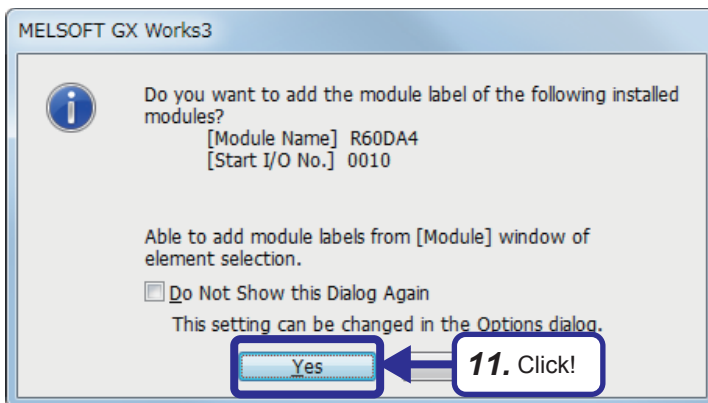 MELSOFT GX Works3
Do you want to add the module label of the following installed
modules?
[Module Name] R60DA4
[Start I/O No.] 0010
Able to add module labels from [Module] window of
element selection.
Do Not Show this Dialog Again
This setting can be changed in the Options dialog.
Yes
11. Click!